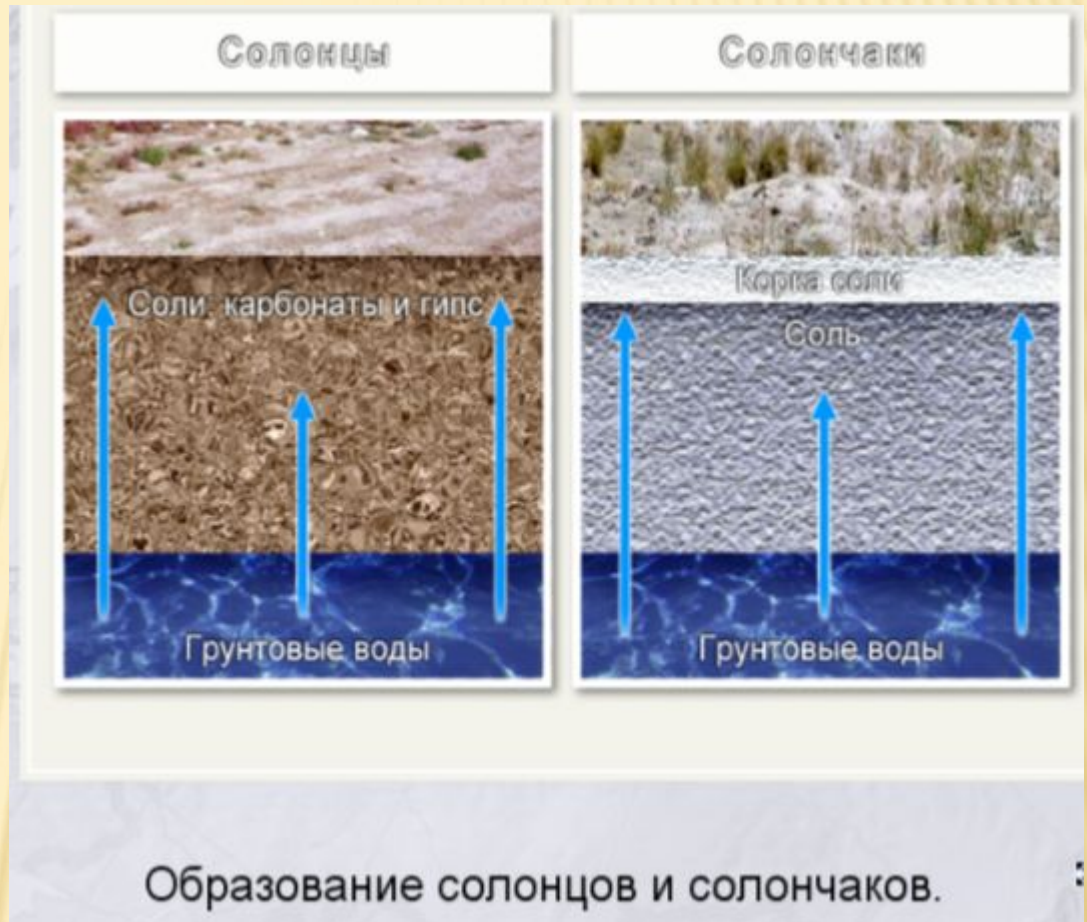 Солонцы
Солончаки
Соли, карбонаты и гипс
Грунтовые воды
Корка соли
Соль
Грунтовые воды
Образование солонцов и солончаков.